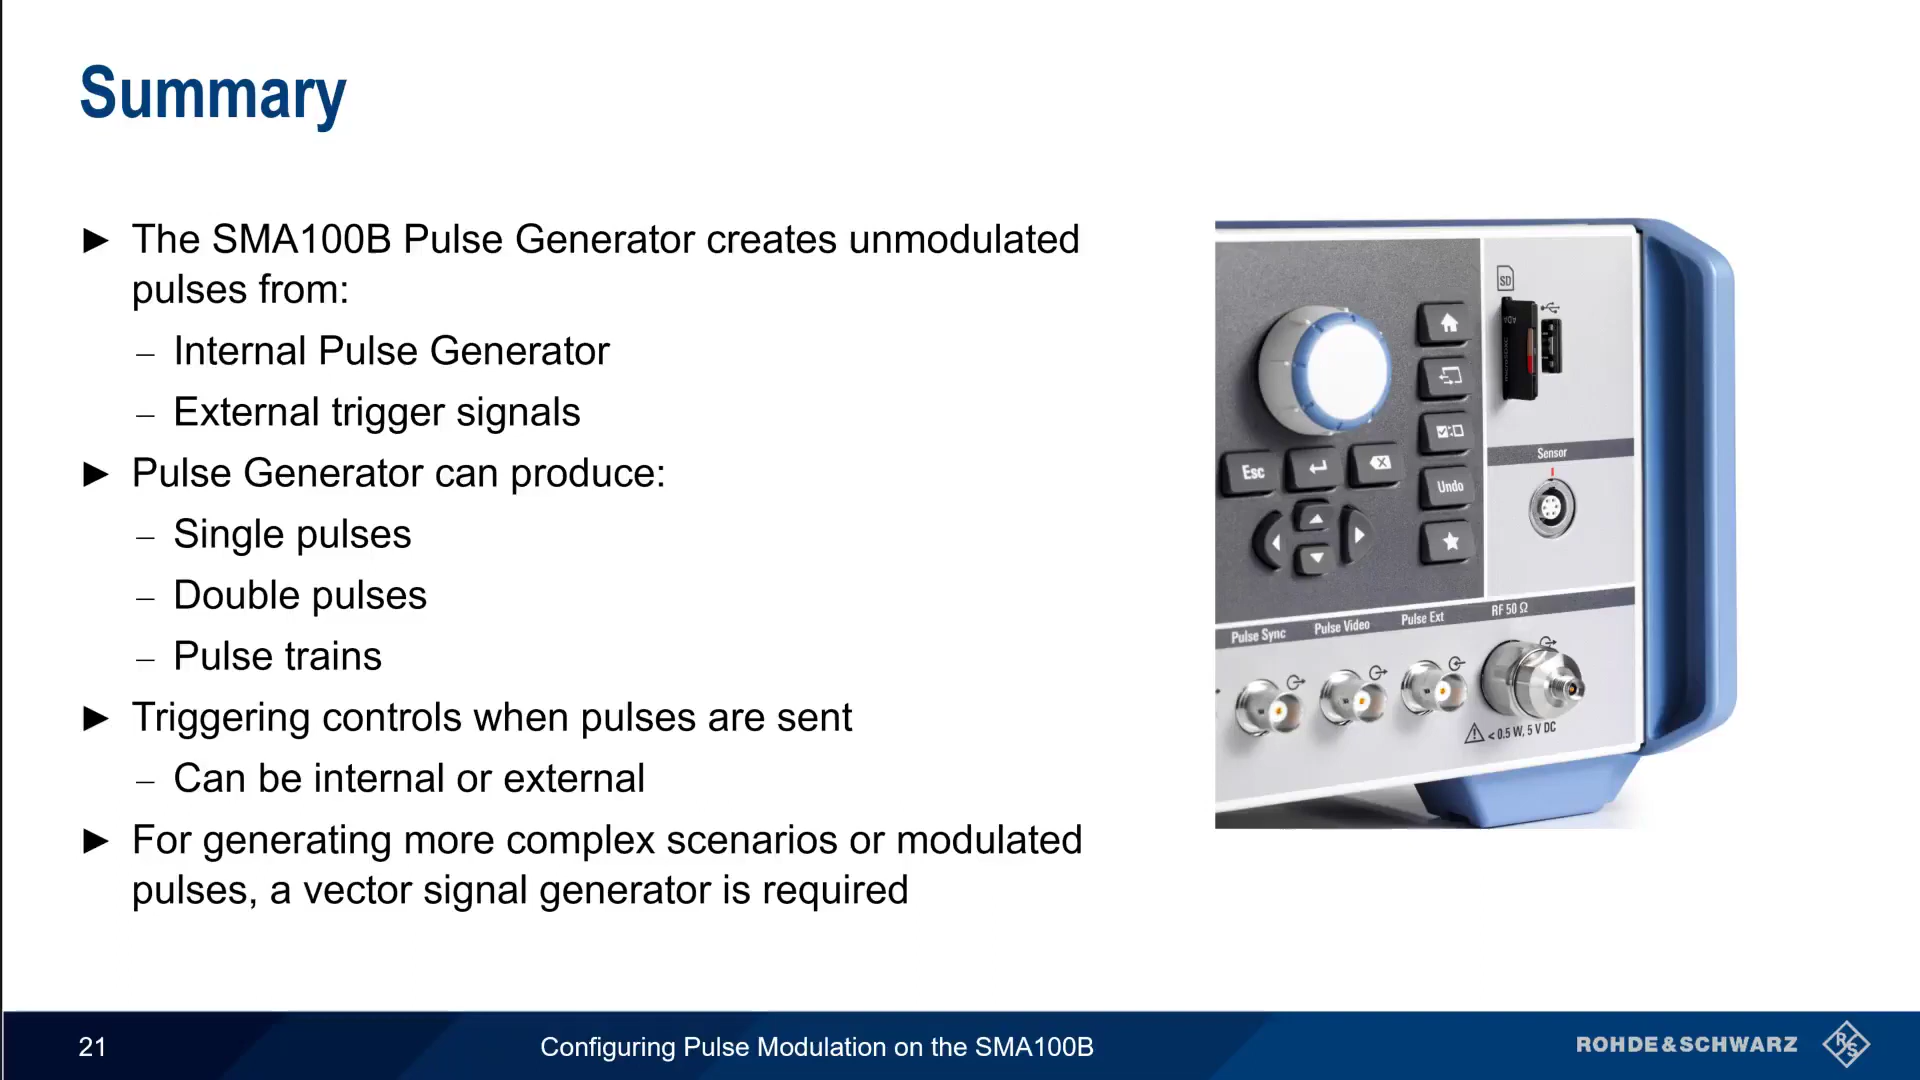 Summary
► The SMA100B Pulse Generator creates unmodulated
pulses from:
– Internal Pulse Generator
– External trigger signals
► Pulse Generator can produce:
– Single pulses
– Double pulses
– Pulse trains
► Triggering controls when pulses are sent
– Can be internal or external
► For generating more complex scenarios or modulated
pulses, a vector signal generator is required
SD
Sensor
Esc
Undo
Pulse Sync
Pulse Video
Pulse Ext
RF 50 Ω
< 0.5 W, 5 V DC
21
Configuring Pulse Modulation on the SMA100B
ROHDE&SCHWARZ
R&S